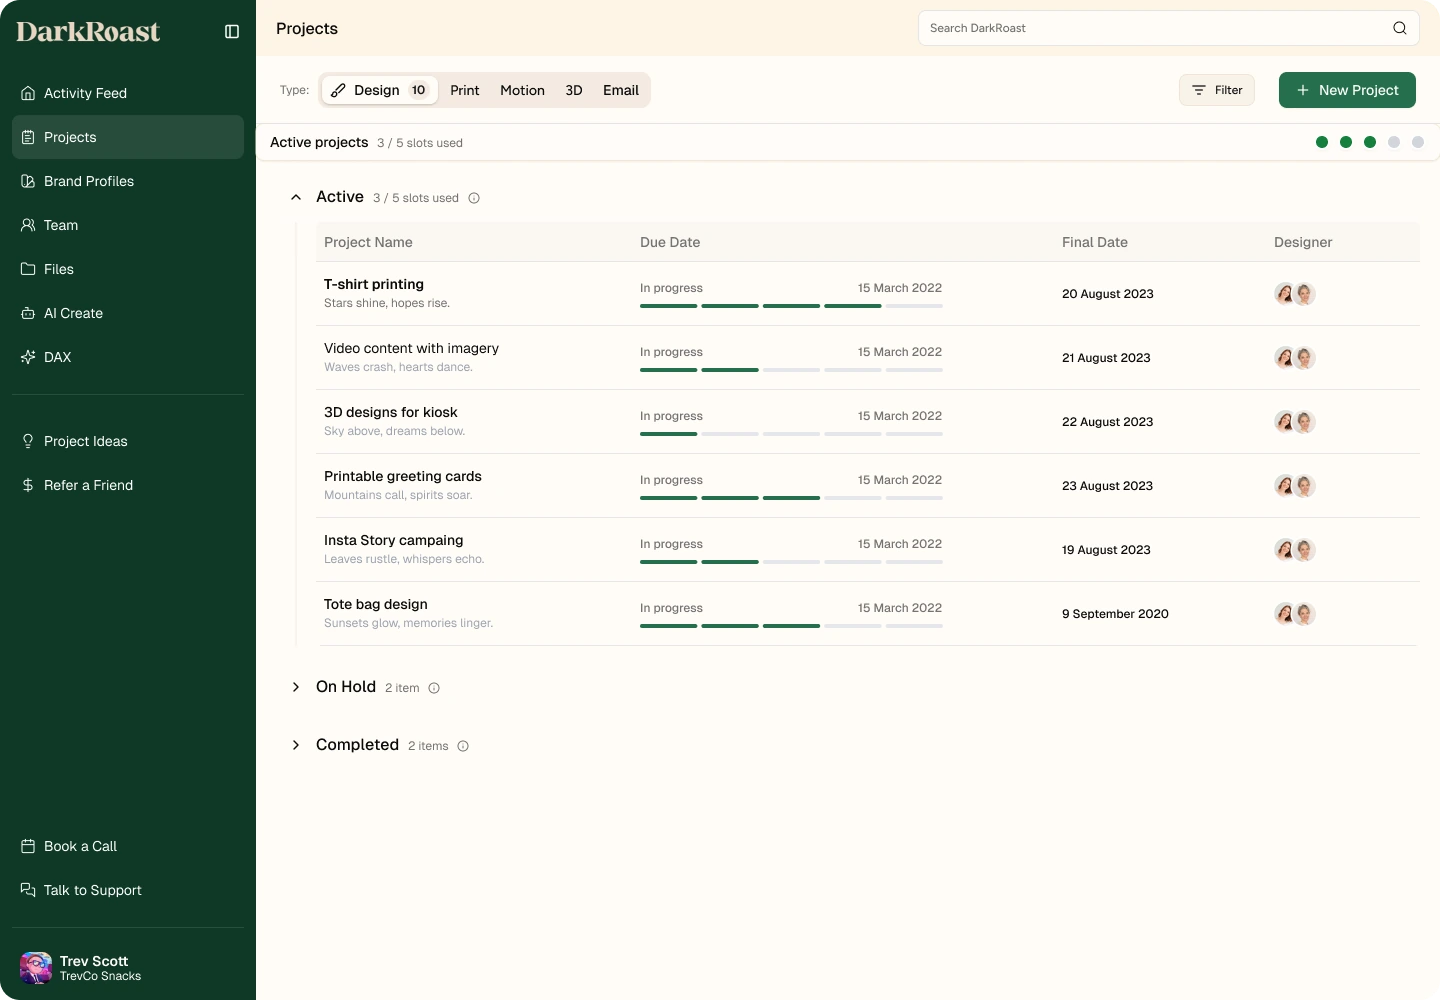 DarkRoast
Activity Feed
Projects
Brand Profiles
Team
Files
AI Create
DAX
Project Ideas
Refer a Friend
Book a Call
Talk to Support
Trev Scott
TrevCo Snacks
Projects
Search DarkRoast
Type: Design 10 Print Motion 3D Email
Filter
New Project
Active projects 3 / 5 slots used
Active 3 / 5 slots used
Project Name Due Date Final Date Designer
T-shirt printing
Stars shine, hopes rise.
In progress 15 March 2022
20 August 2023
Video content with imagery
Waves crash, hearts dance.
In progress 15 March 2022
21 August 2023
3D designs for kiosk
Sky above, dreams below.
In progress 15 March 2022
22 August 2023
Printable greeting cards
Mountains call, spirits soar.
In progress 15 March 2022
23 August 2023
Insta Story campaing
Leaves rustle, whispers echo.
In progress 15 March 2022
19 August 2023
Tote bag design
Sunsets glow, memories linger.
In progress 15 March 2022
9 September 2020
On Hold 2 item
Completed 2 items